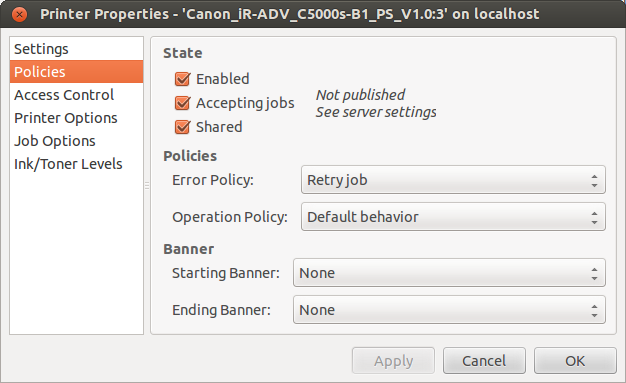 Printer Properties - 'Canon_iR-ADV_C5000s-B1_PS_V1.0:3' on localhost
Settings
Policies
Access Control
Printer Options
Job Options
Ink/Toner Levels
State
Enabled
Accepting jobs
Shared
Not published
See server settings
Policies
Error Policy: Retry job
Operation Policy: Default behavior
Banner
Starting Banner: None
Ending Banner: None
Apply Cancel OK